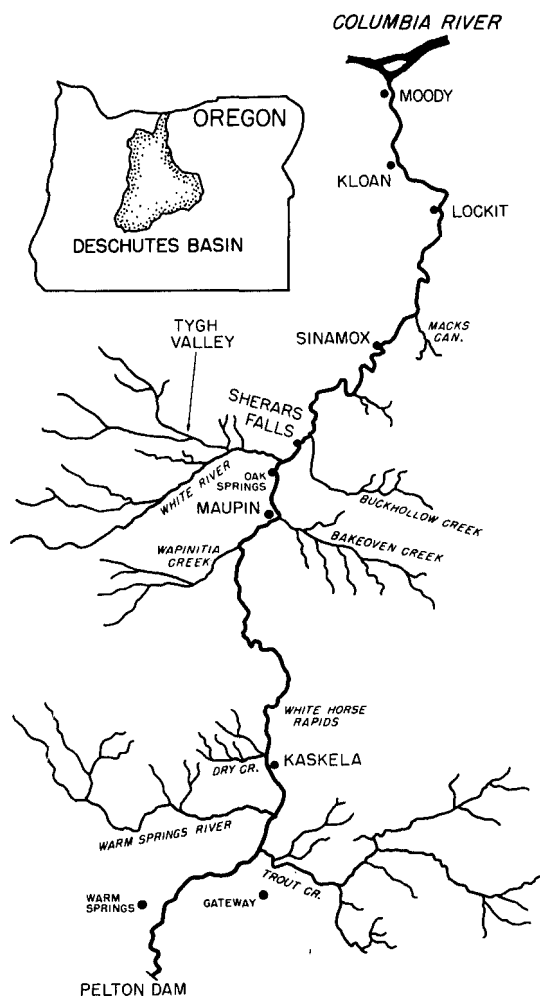 COLUMBIA RIVER
MOODY
OREGON
KLOAN
LOCKIT
DESCHUTES BASIN
TYGH
VALLEY
SINAMOX
MACKS
CAN.
SHERARS
FALLS
OAK
SPRINGS
WHITE RIVER
MAUPIN
BUCKHOLLOW CREEK
WAPINITIA
CREEK
BAKEOVEN CREEK
WHITE HORSE
RAPIDS
KASKELA
DRY CR.
WARM SPRINGS RIVER
TROUT CR.
WARM
SPRINGS
GATEWAY
PELTON DAM